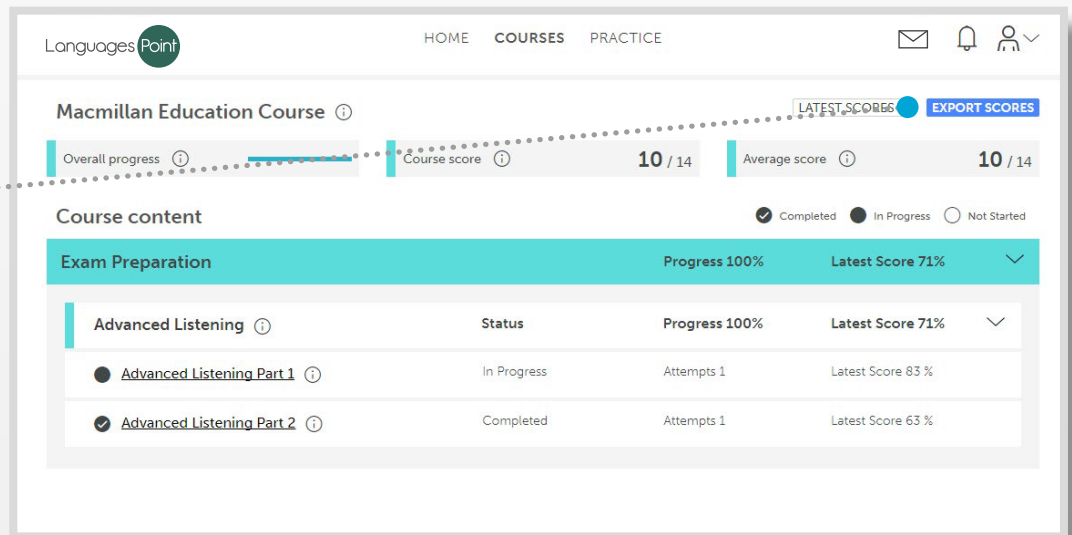 Languages Point
HOME COURSES PRACTICE
Macmillan Education Course
LATEST SCORES EXPORT SCORES
Overall progress
Course score 10 / 14
Average score 10 / 14
Course content
Completed In Progress Not Started
Exam Preparation Progress 100% Latest Score 71%
Advanced Listening Status Progress 100% Latest Score 71%
Advanced Listening Part 1 In Progress Attempts 1 Latest Score 83 %
Advanced Listening Part 2 Completed Attempts 1 Latest Score 63 %